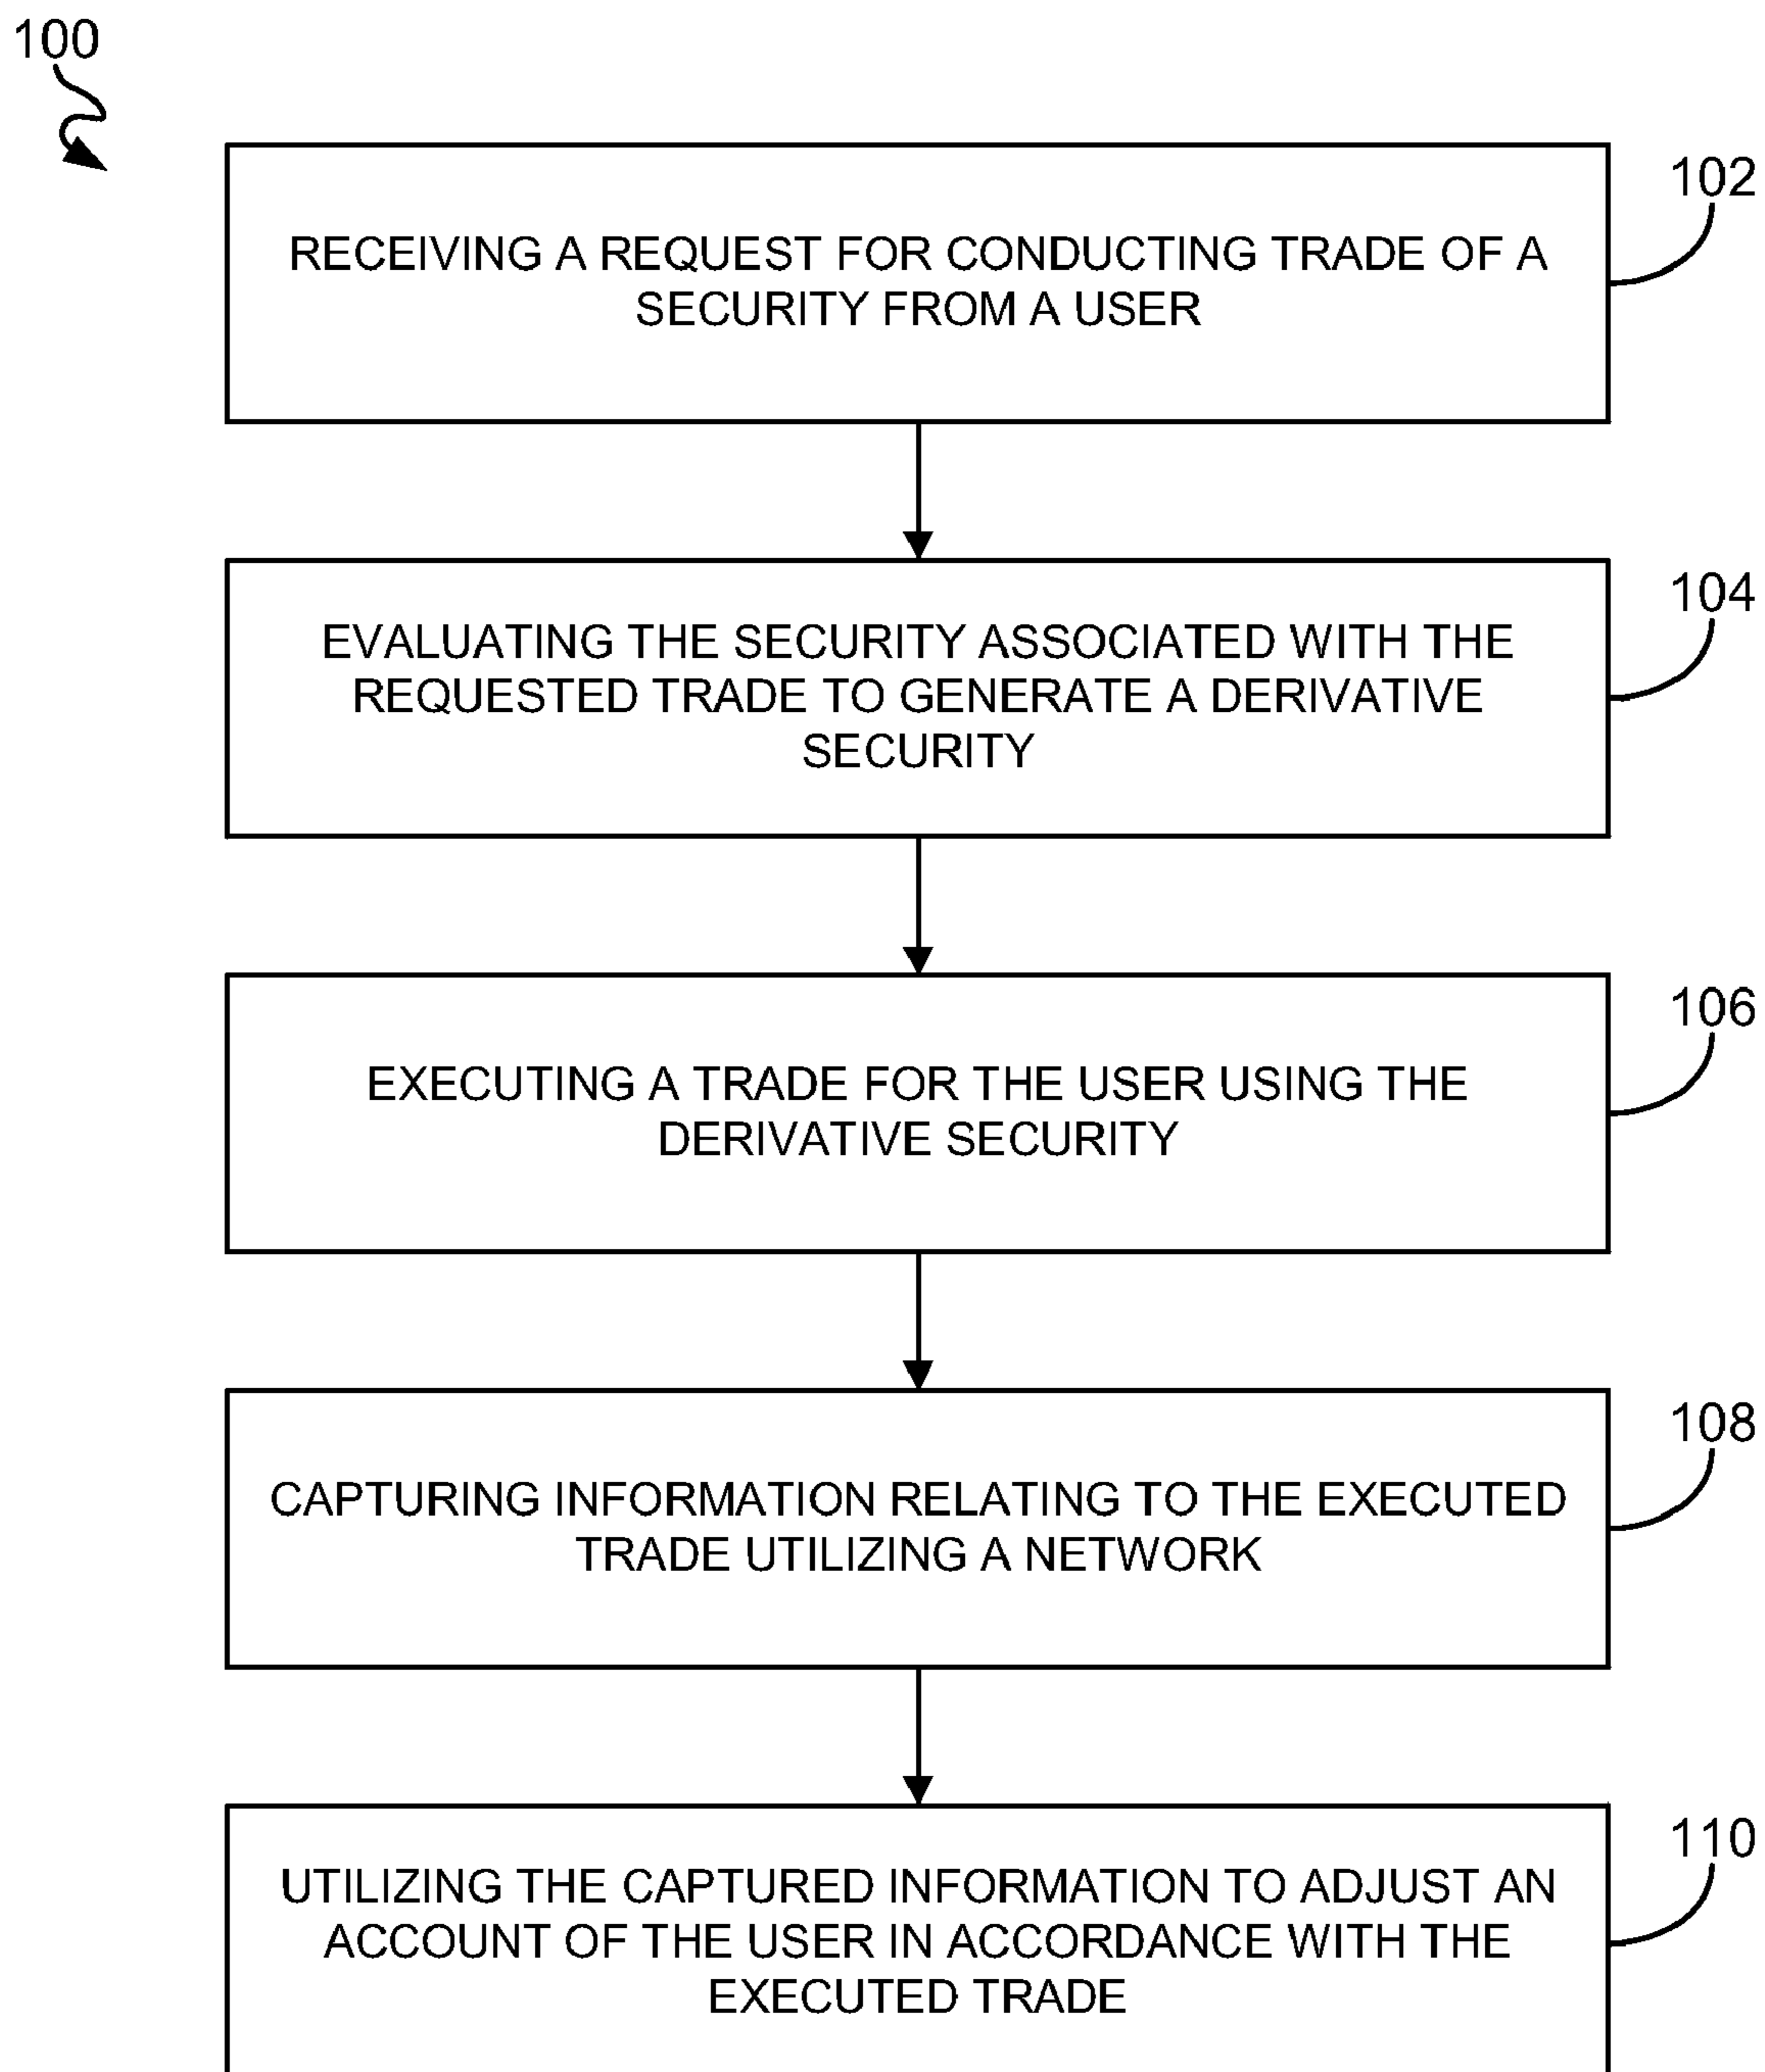 100
102
RECEIVING A REQUEST FOR CONDUCTING TRADE OF A
SECURITY FROM A USER
104
EVALUATING THE SECURITY ASSOCIATED WITH THE
REQUESTED TRADE TO GENERATE A DERIVATIVE
SECURITY
106
EXECUTING A TRADE FOR THE USER USING THE
DERIVATIVE SECURITY
108
CAPTURING INFORMATION RELATING TO THE EXECUTED
TRADE UTILIZING A NETWORK
110
UTILIZING THE CAPTURED INFORMATION TO ADJUST AN
ACCOUNT OF THE USER IN ACCORDANCE WITH THE
EXECUTED TRADE